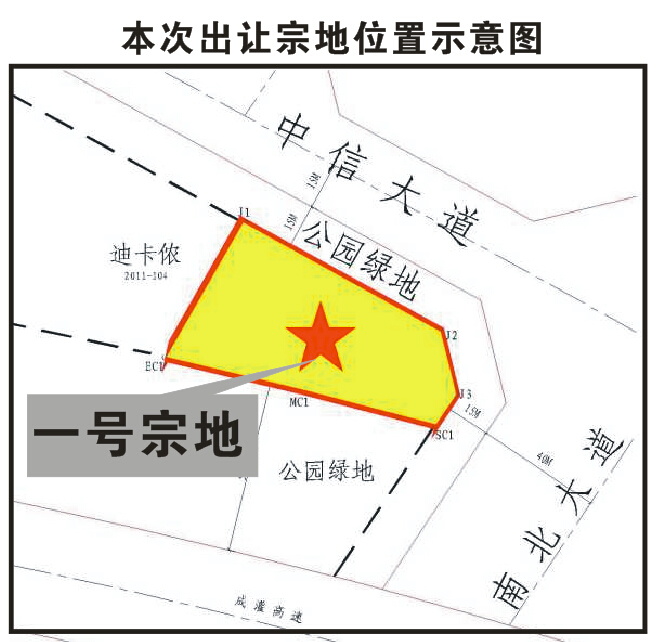 本次出让宗地位置示意图
中信大道
15M
15M
J1
公园绿地
迪卡侬
2011-104
J2
EC1
J3
MC1
15M
一号宗地
SC1
40M
公园绿地
南北大道
成灌高速